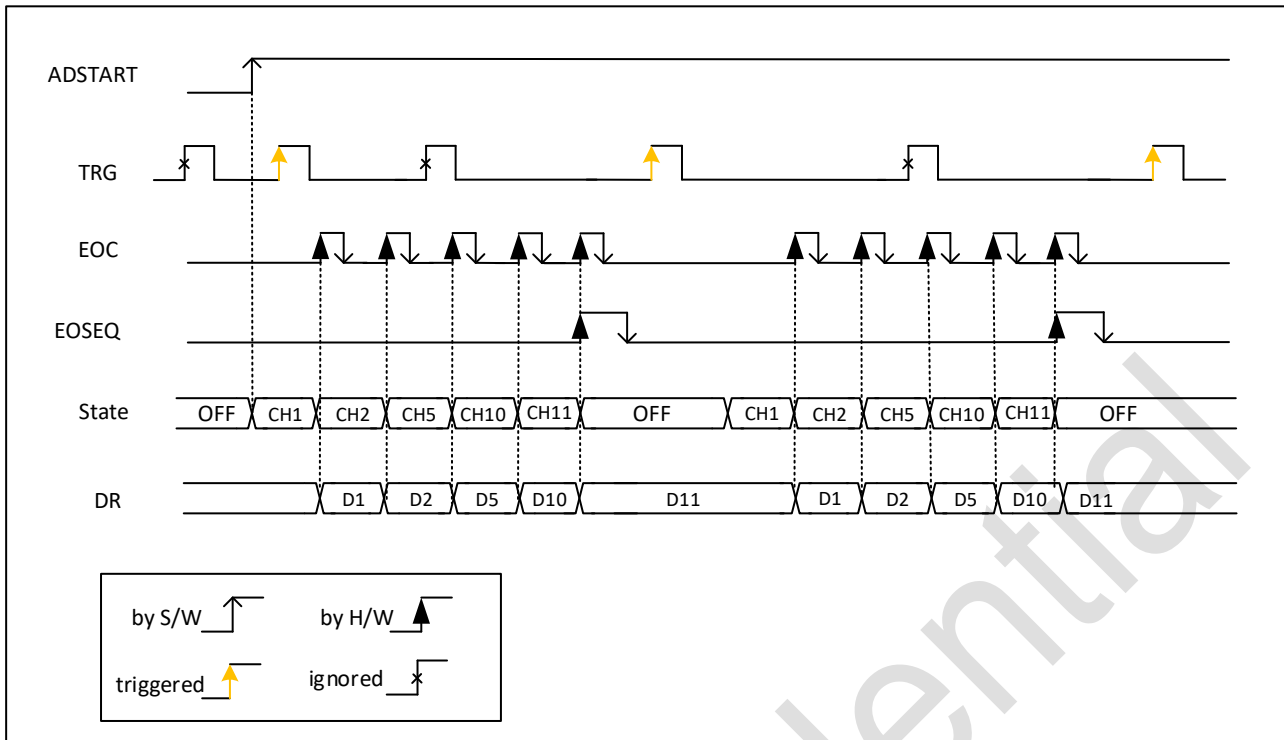 ADSTART
TRG
EOC
EOSEQ
State OFF CH1 CH2 CH5 CH10 CH11 OFF CH1 CH2 CH5 CH10 CH11 OFF
DR D1 D2 D5 D10 D11 D1 D2 D5 D10 D11
by S/W by H/W
triggered ignored
ential